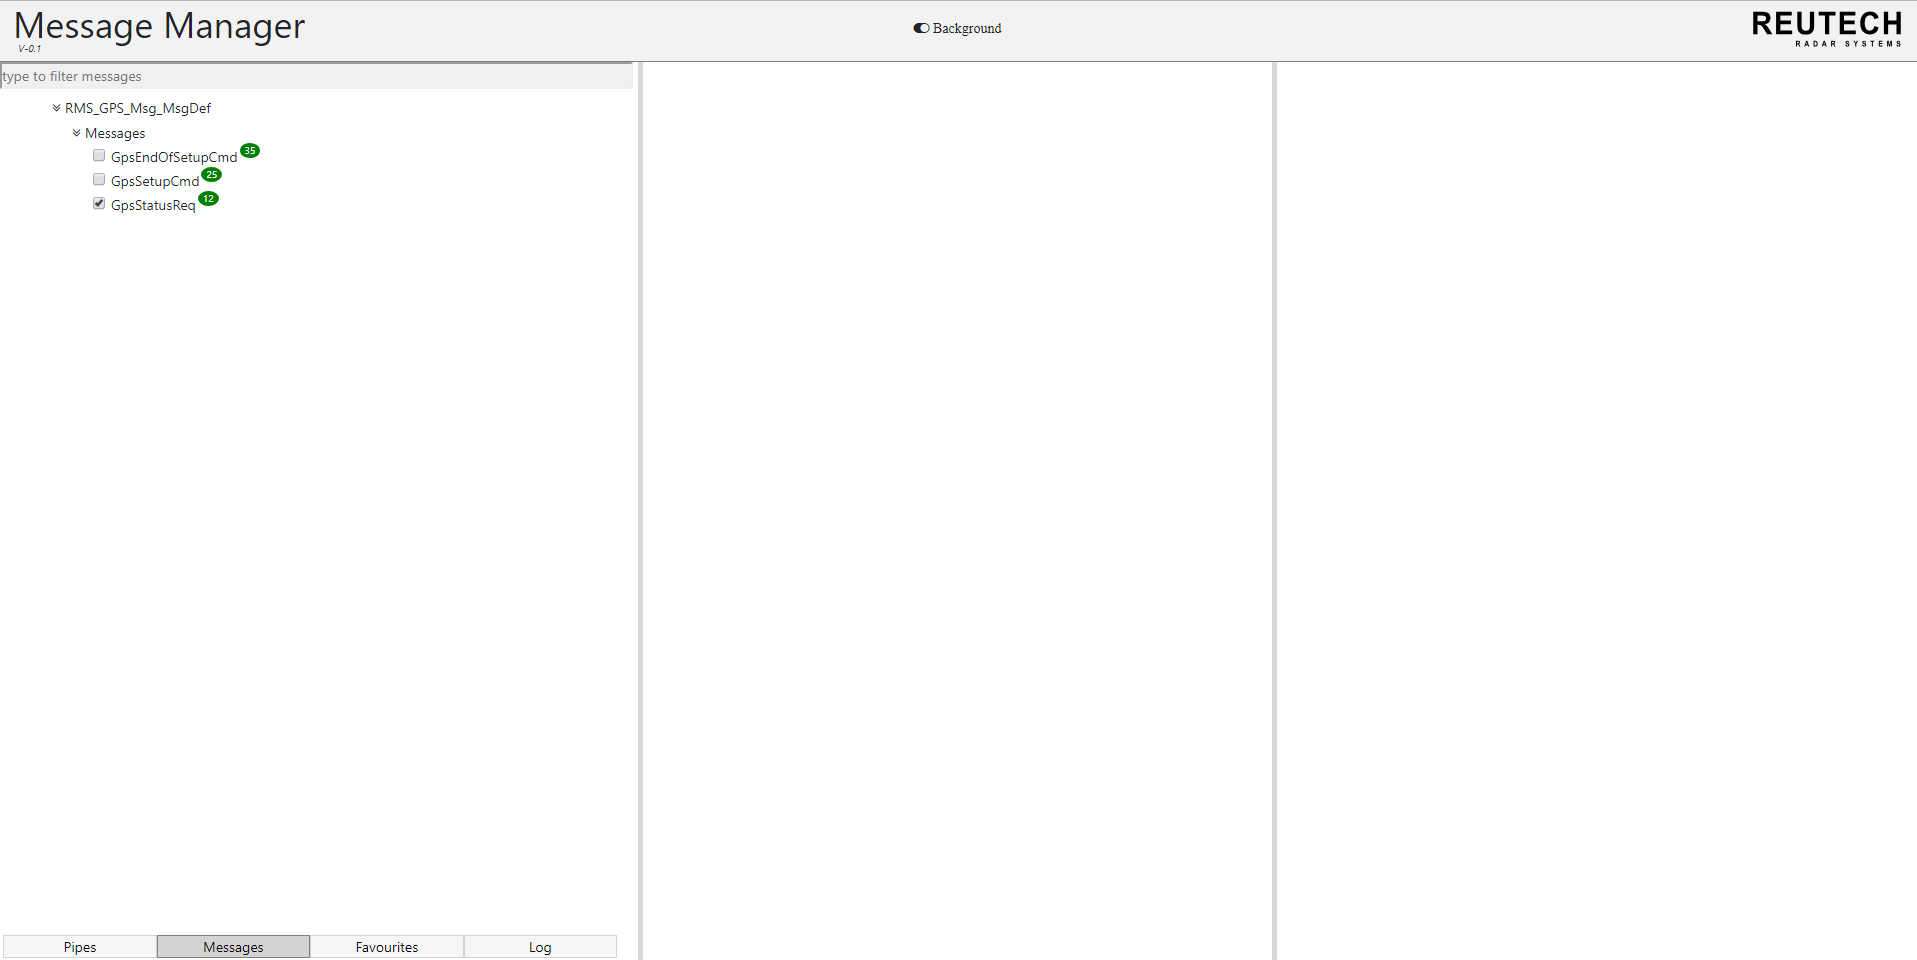 Message Manager
V-0.1
Background
REUTECH
RADAR SYSTEMS
type to filter messages
RMS_GPS_Msg_MsgDef
Messages
GpsEndOfSetupCmd 35
GpsSetupCmd 25
GpsStatusReq 12
Pipes Messages Favourites Log